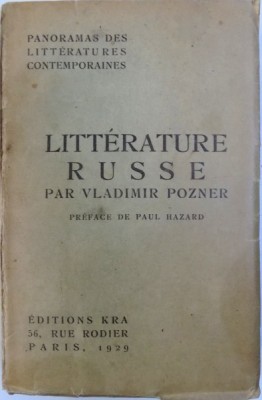 PANORAMAS DES
LITTÉRATURES
CONTEMPORAINES
LITTÉRATURE
RUSSE
PAR VLADIMIR POZNER
PRÉFACE DE PAUL HAZARD
ÉDITIONS KRA
56, RUE RODIER
PARIS, 1929